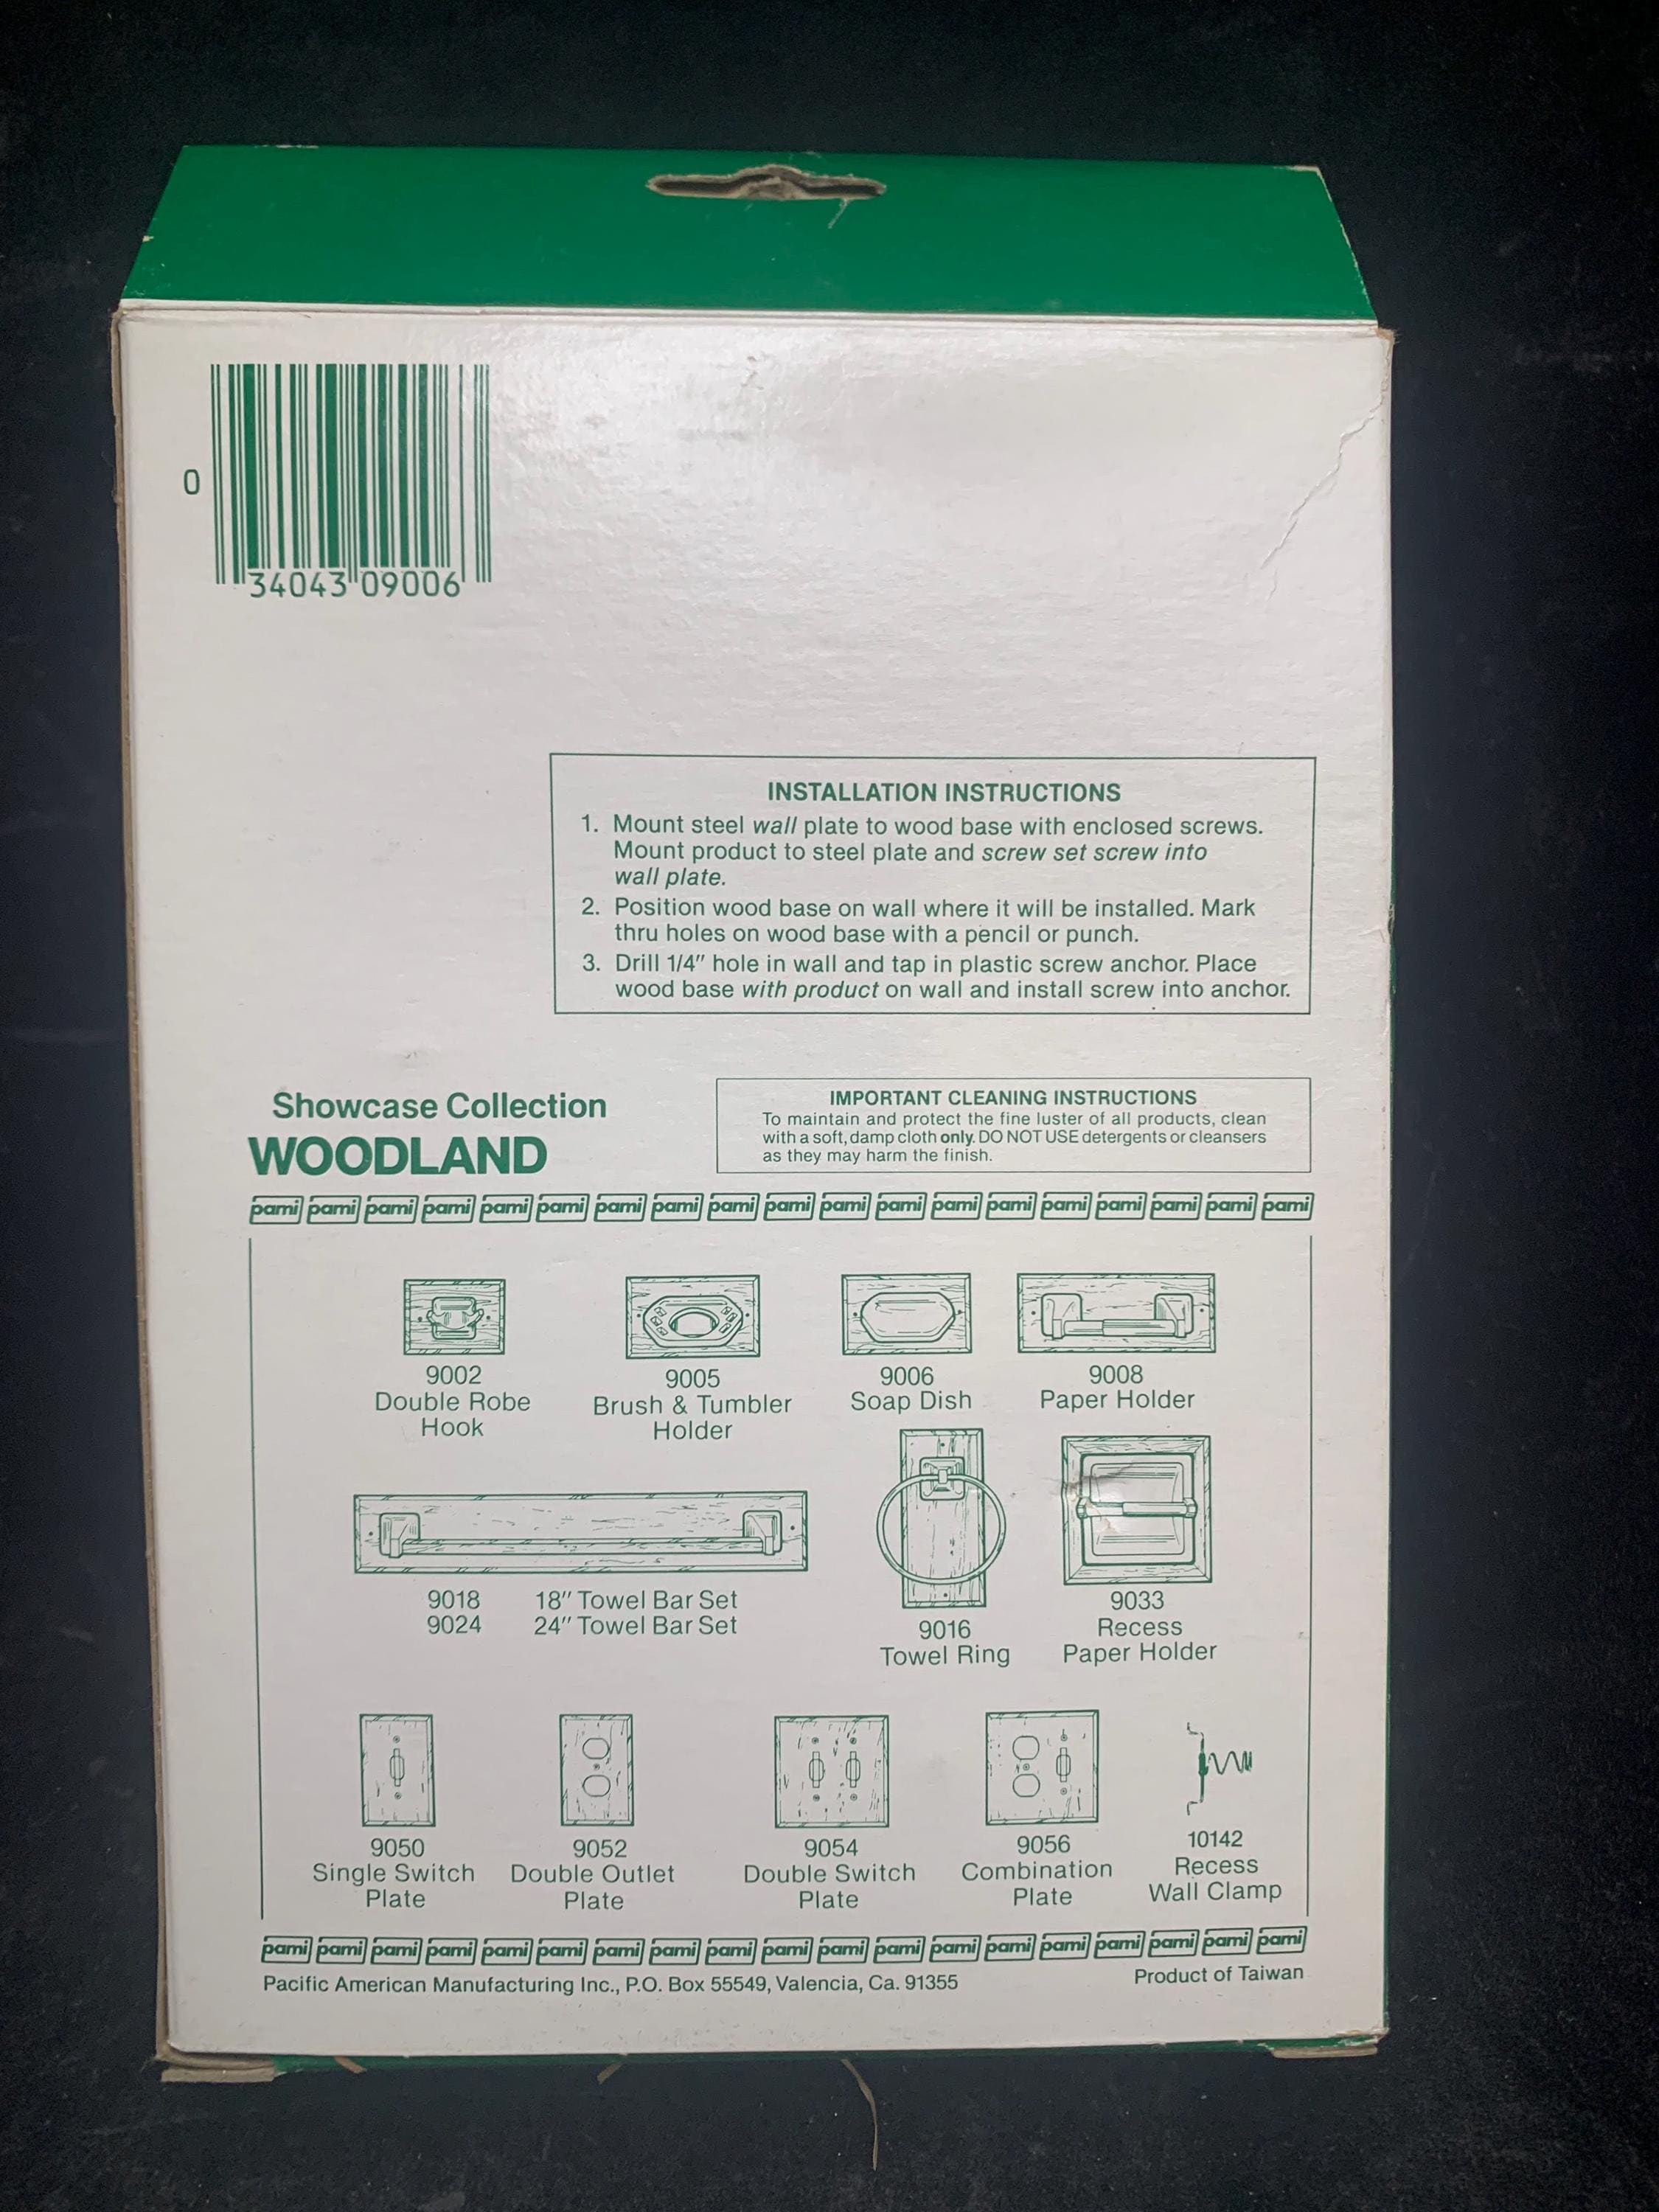 0
34043 09006
INSTALLATION INSTRUCTIONS
1. Mount steel wall plate to wood base with enclosed screws.
Mount product to steel plate and screw set screw into
wall plate.
2. Position wood base on wall where it will be installed. Mark
thru holes on wood base with a pencil or punch.
3. Drill 1/4" hole in wall and tap in plastic screw anchor. Place
wood base with product on wall and install screw into anchor.
Showcase Collection
WOODLAND
IMPORTANT CLEANING INSTRUCTIONS
To maintain and protect the fine luster of all products, clean
with a soft, damp cloth only. DO NOT USE detergents or cleansers
as they may harm the finish.
pami pami pami pami pami pami pami pami pami pami pami pami pami pami pami pami pami pami pami
9002
Double Robe
Hook
9005
Brush & Tumbler
Holder
9006
Soap Dish
9008
Paper Holder
9018 18" Towel Bar Set
9024 24" Towel Bar Set
9016
Towel Ring
9033
Recess
Paper Holder
9050
Single Switch
Plate
9052
Double Outlet
Plate
9054
Double Switch
Plate
9056
Combination
Plate
10142
Recess
Wall Clamp
pami pami pami pami pami pami pami pami pami pami pami pami pami pami pami pami pami pami pami
Pacific American Manufacturing Inc., P.O. Box 55549, Valencia, Ca. 91355
Product of Taiwan